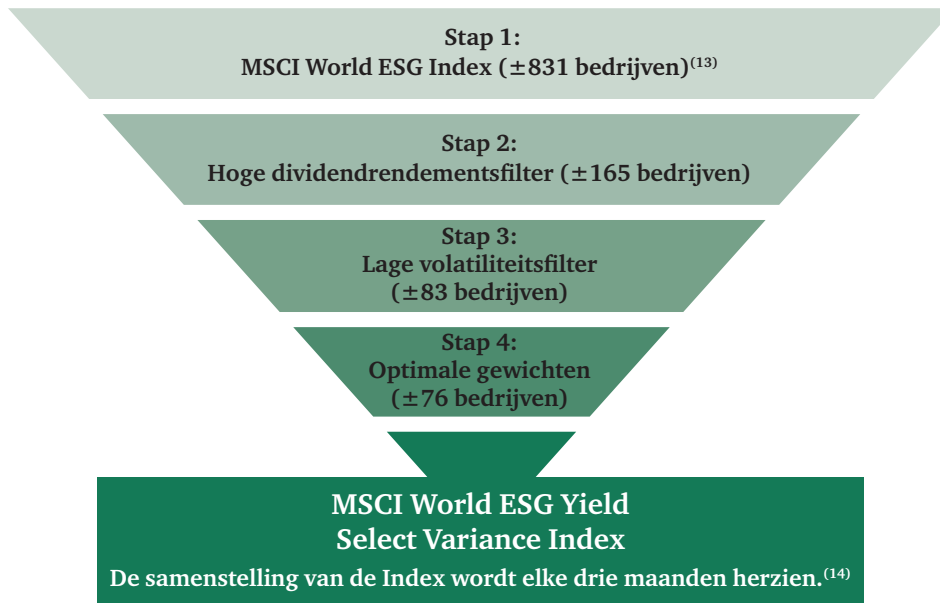 Stap 1:
MSCI World ESG Index (±831 bedrijven)(13)
Stap 2:
Hoge dividendrendementsfilter (±165 bedrijven)
Stap 3:
Lage volatiliteitsfilter
(±83 bedrijven)
Stap 4:
Optimale gewichten
(±76 bedrijven)
MSCI World ESG Yield
Select Variance Index
De samenstelling van de Index wordt elke drie maanden herzien.(14)